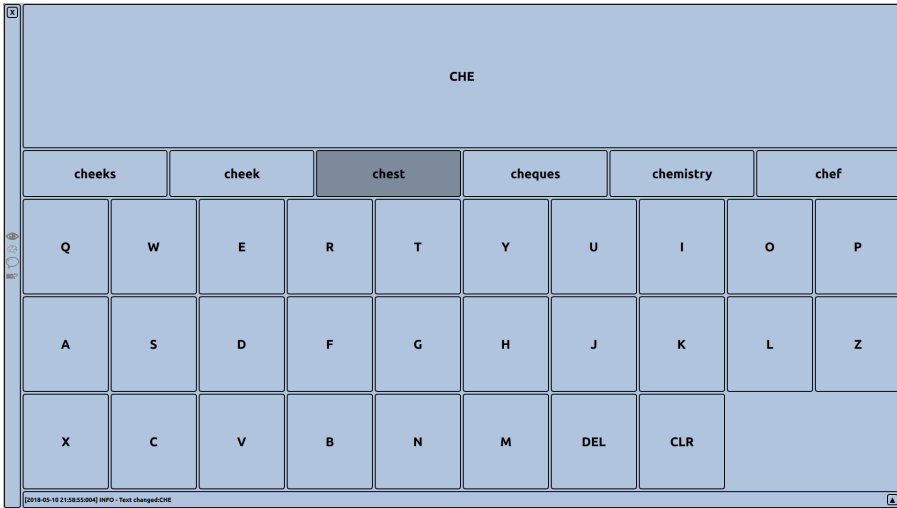 X
CHE
cheeks cheek chest cheques chemistry chef
Q W E R T Y U I O P
A S D F G H J K L Z
X C V B N M DEL CLR
[2018-05-10 21:58:55:004] INFO - Text changed:CHE